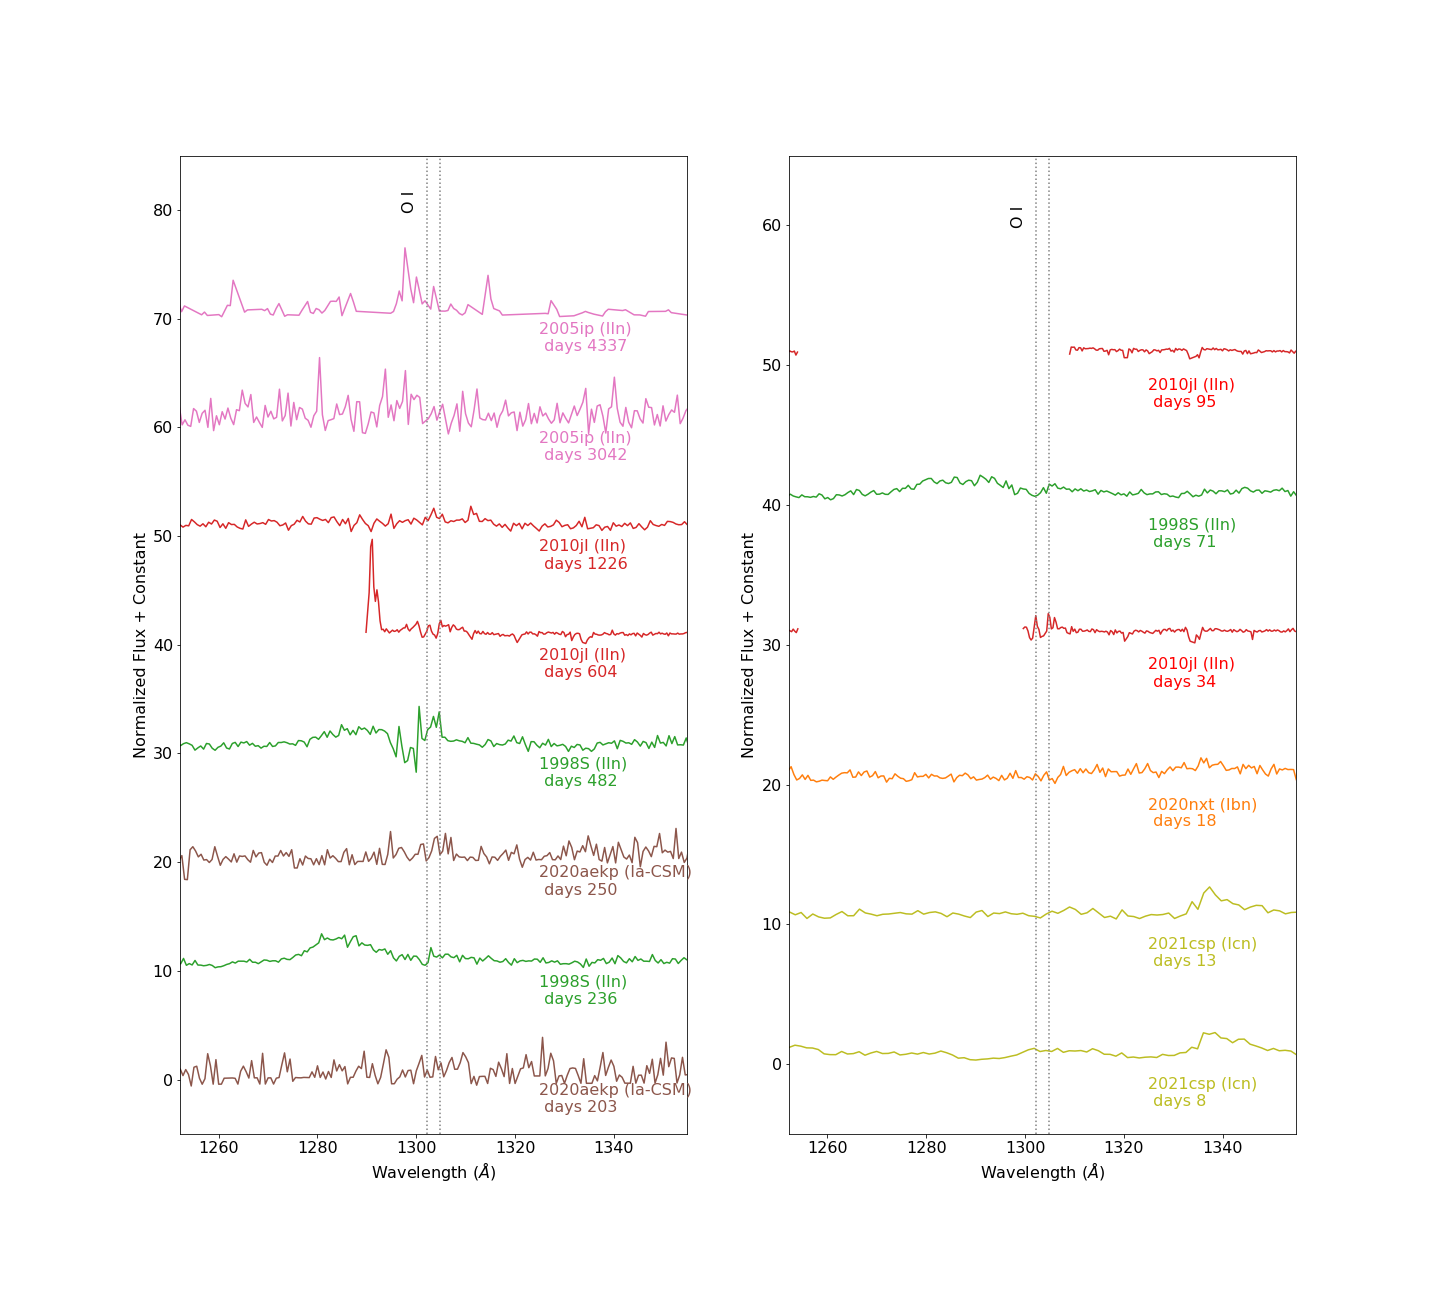 O I
80
70
60
50
40
30
20
10
0
2005ip (IIn)
days 4337
2005ip (IIn)
days 3042
2010jl (IIn)
days 1226
2010jl (IIn)
days 604
1998S (IIn)
days 482
2020aekp (Ia-CSM)
days 250
1998S (IIn)
days 236
2020aekp (Ia-CSM)
days 203
Normalized Flux + Constant
1260 1280 1300 1320 1340
Wavelength (Å)
O I
60
50
40
30
20
10
0
2010jl (IIn)
days 95
1998S (IIn)
days 71
2010jl (IIn)
days 34
2020nxt (Ibn)
days 18
2021csp (Icn)
days 13
2021csp (Icn)
days 8
Normalized Flux + Constant
1260 1280 1300 1320 1340
Wavelength (Å)